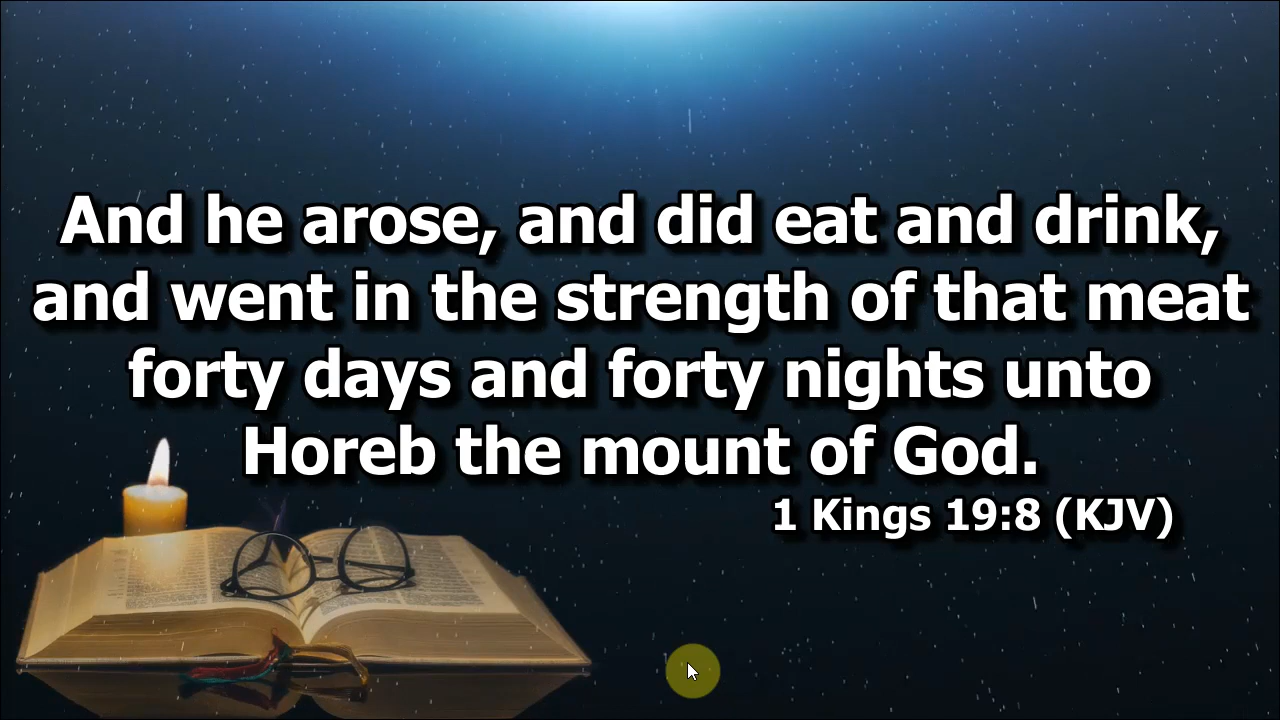 And he arose, and did eat and drink,
and went in the strength of that meat
forty days and forty nights unto
Horeb the mount of God.
1 Kings 19:8 (KJV)